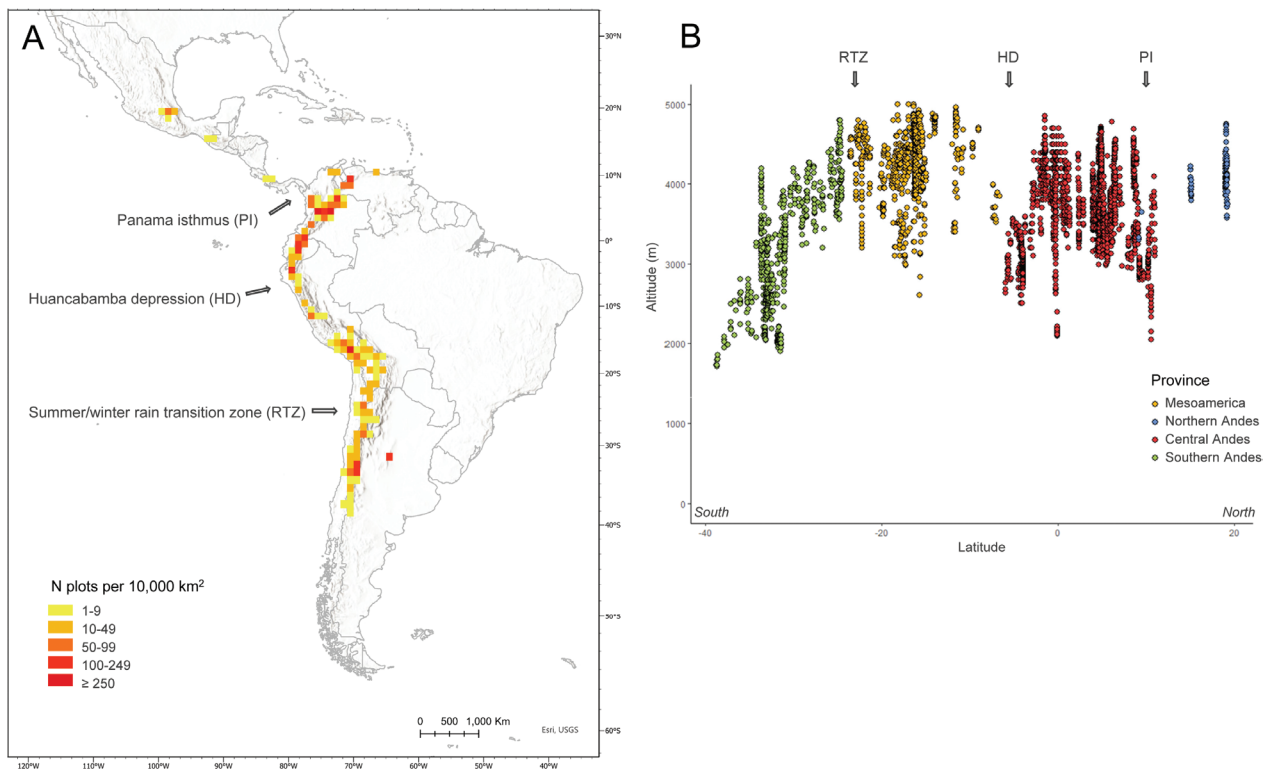 A
30°N
20°N
10°N
0°
10°S
20°S
30°S
40°S
50°S
60°S
Panama isthmus (PI)
Huancabamba depression (HD)
Summer/winter rain transition zone (RTZ)
N plots per 10,000 km²
1-9
10-49
50-99
100-249
≥ 250
0 500 1,000 Km
Esri, USGS
120°W 110°W 100°W 90°W 80°W 70°W 60°W 50°W 40°W
B
RTZ HD PI
Altitude (m)
5000
4000
3000
2000
1000
0
Province
Mesoamerica
Northern Andes
Central Andes
Southern Andes
South North
-40 -20 0 20
Latitude